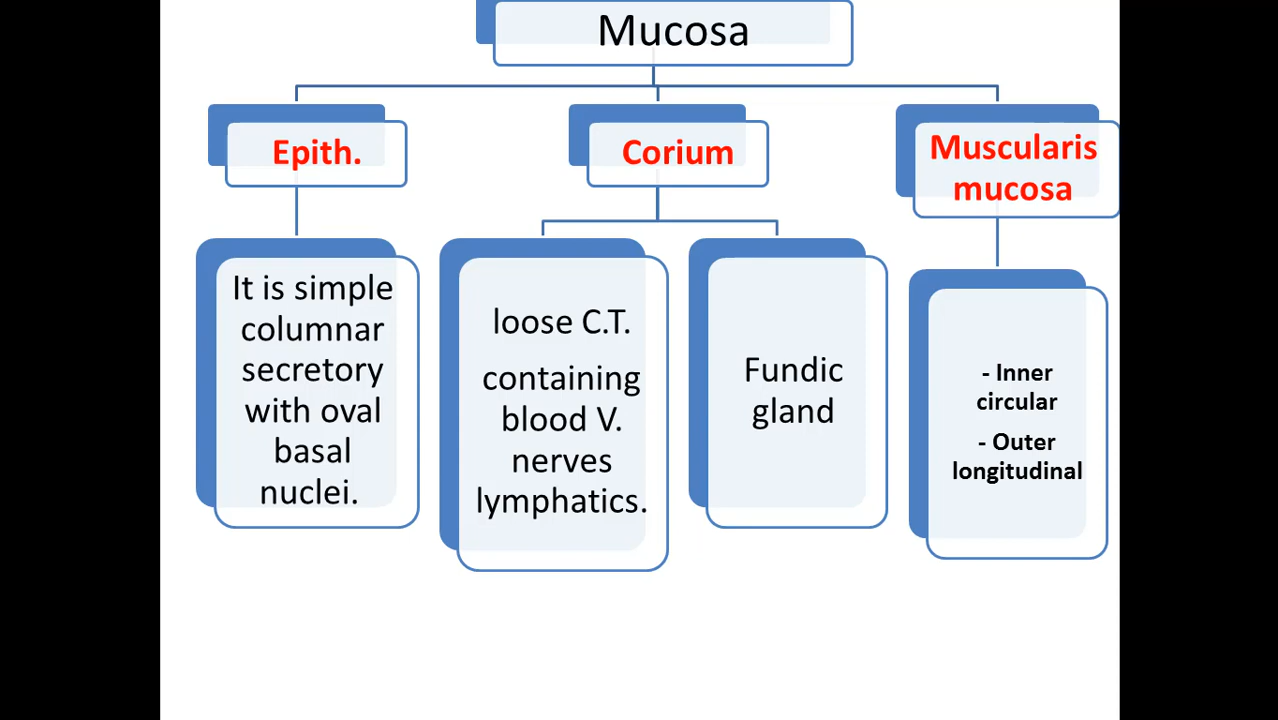 Mucosa
Epith.
Corium
Muscularis
mucosa
It is simple
columnar
secretory
with oval
basal
nuclei.
loose C.T.
containing
blood V.
nerves
lymphatics.
Fundic
gland
- Inner
circular
- Outer
longitudinal